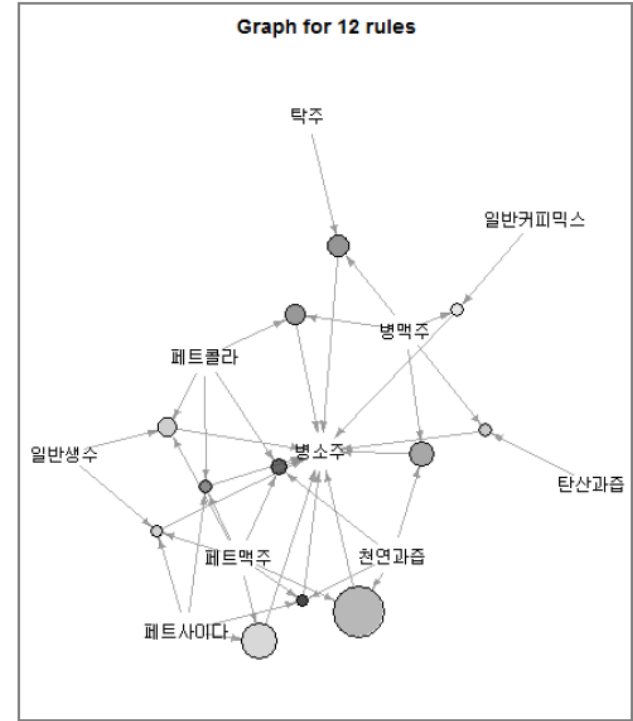 Graph for 12 rules
탁주
일반커피믹스
병맥주
페트콜라
병소주
일반생수
탄산과즙
페트맥주
천연과즙
페트사이다